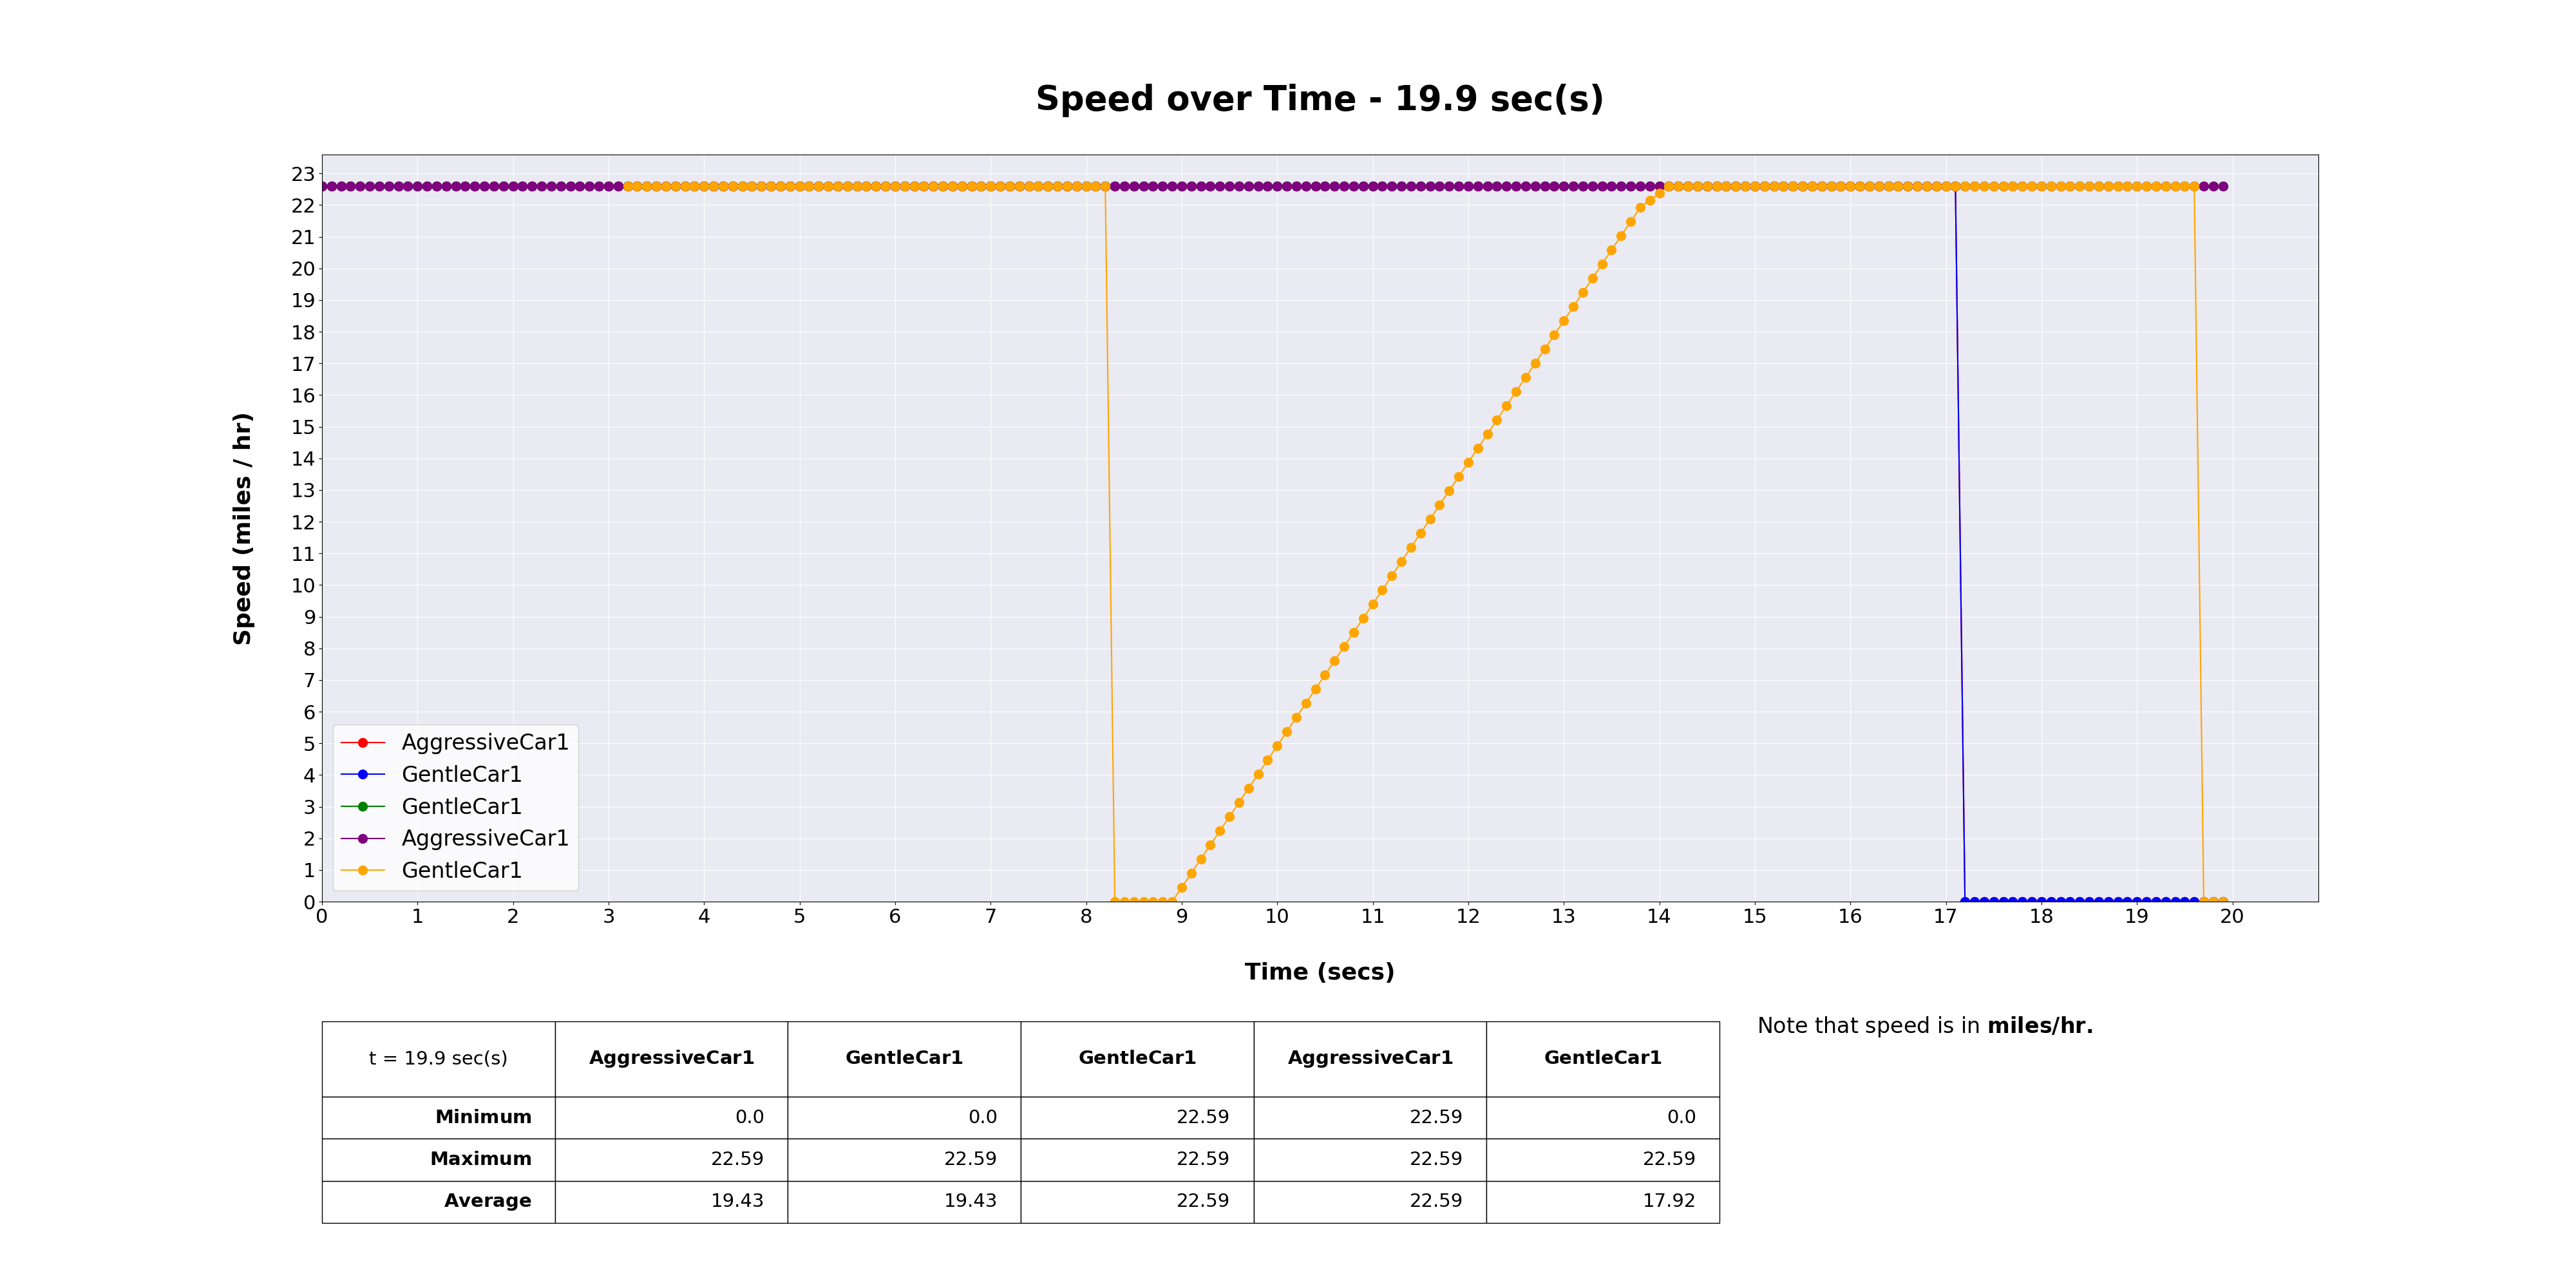 Speed over Time - 19.9 sec(s)
Speed (miles / hr)
23
22
21
20
19
18
17
16
15
14
13
12
11
10
9
8
7
6
5
4
3
2
1
0
AggressiveCar1
GentleCar1
GentleCar1
AggressiveCar1
GentleCar1
0 1 2 3 4 5 6 7 8 9 10 11 12 13 14 15 16 17 18 19 20
Time (secs)
Note that speed is in miles/hr.
t = 19.9 sec(s) AggressiveCar1 GentleCar1 GentleCar1 AggressiveCar1 GentleCar1
Minimum 0.0 0.0 22.59 22.59 0.0
Maximum 22.59 22.59 22.59 22.59 22.59
Average 19.43 19.43 22.59 22.59 17.92